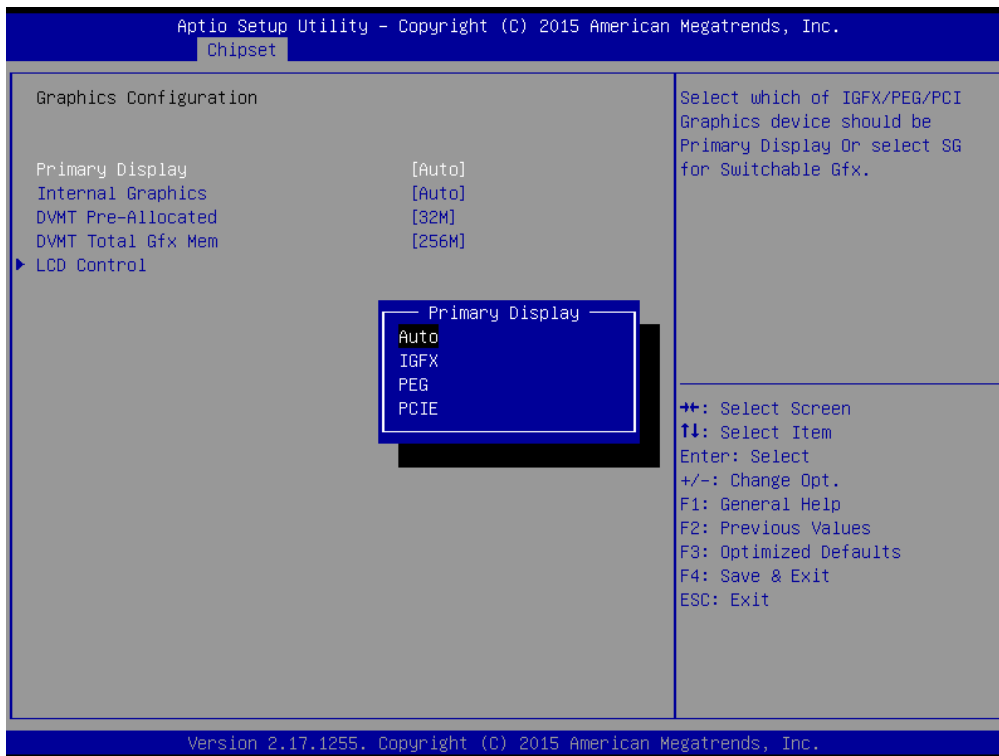 Aptio Setup Utility – Copyright (C) 2015 American Megatrends, Inc.
Chipset
Graphics Configuration
Primary Display [Auto]
Internal Graphics [Auto]
DVMT Pre-Allocated [32M]
DVMT Total Gfx Mem [256M]
LCD Control
Primary Display
Auto
IGFX
PEG
PCIE
Select which of IGFX/PEG/PCI
Graphics device should be
Primary Display Or select SG
for Switchable Gfx.
→←: Select Screen
↑↓: Select Item
Enter: Select
+/-: Change Opt.
F1: General Help
F2: Previous Values
F3: Optimized Defaults
F4: Save & Exit
ESC: Exit
Version 2.17.1255. Copyright (C) 2015 American Megatrends, Inc.